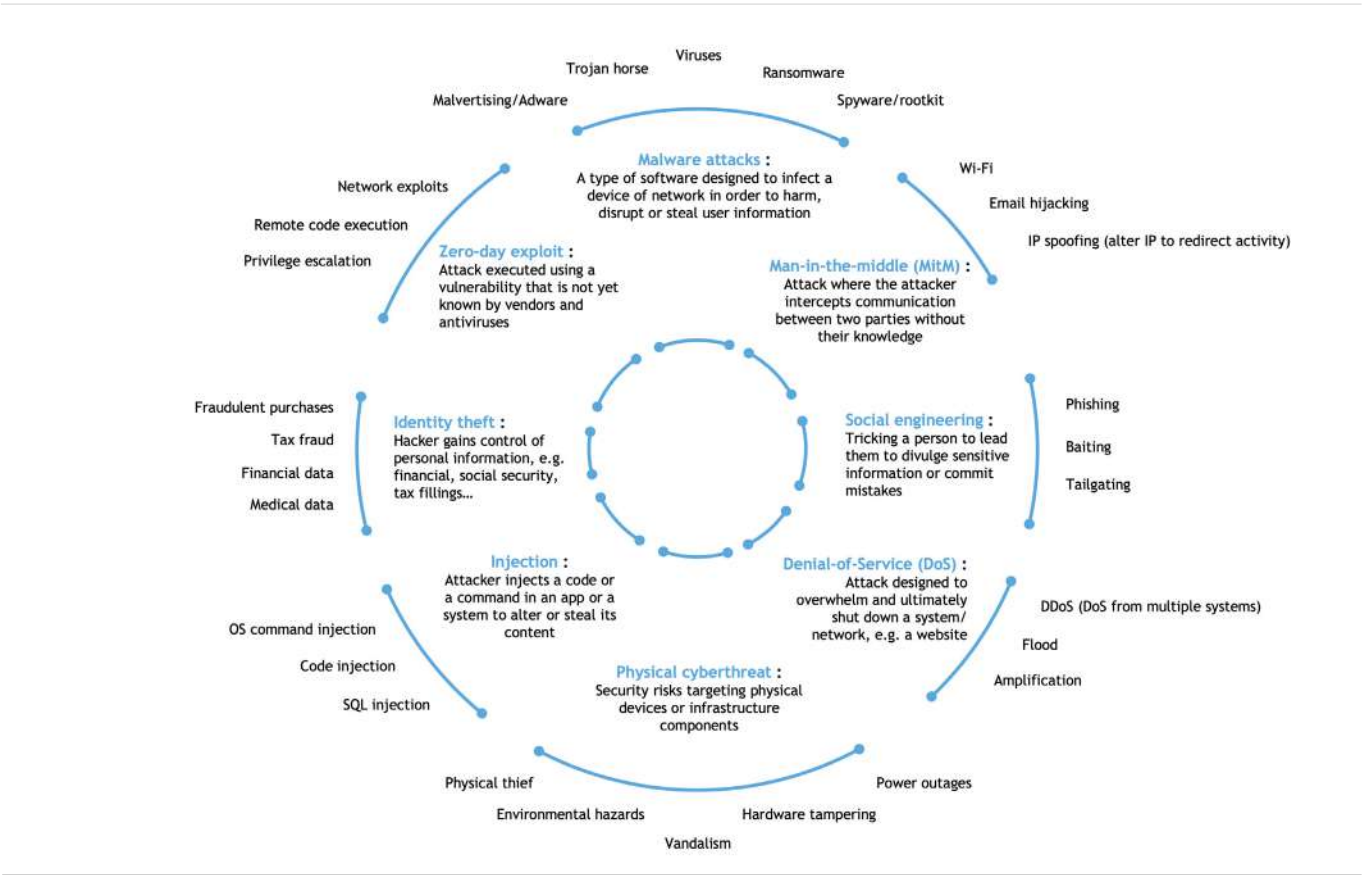 Viruses
Trojan horse
Ransomware
Malvertising/Adware
Spyware/rootkit
Malware attacks :
A type of software designed to infect a
device of network in order to harm,
disrupt or steal user information
Wi-Fi
Email hijacking
IP spoofing (alter IP to redirect activity)
Man-in-the-middle (MitM) :
Attack where the attacker
intercepts communication
between two parties without
their knowledge
Phishing
Baiting
Tailgating
Social engineering :
Tricking a person to lead
them to divulge sensitive
information or commit
mistakes
DDoS (DoS from multiple systems)
Flood
Amplification
Denial-of-Service (DoS) :
Attack designed to
overwhelm and ultimately
shut down a system/
network, e.g. a website
Physical cyberthreat :
Security risks targeting physical
devices or infrastructure
components
Power outages
Hardware tampering
Vandalism
Environmental hazards
Physical thief
Injection :
Attacker injects a code or
a command in an app or a
system to alter or steal its
content
OS command injection
Code injection
SQL injection
Identity theft :
Hacker gains control of
personal information, e.g.
financial, social security,
tax fillings…
Fraudulent purchases
Tax fraud
Financial data
Medical data
Zero-day exploit :
Attack executed using a
vulnerability that is not yet
known by vendors and
antiviruses
Network exploits
Remote code execution
Privilege escalation